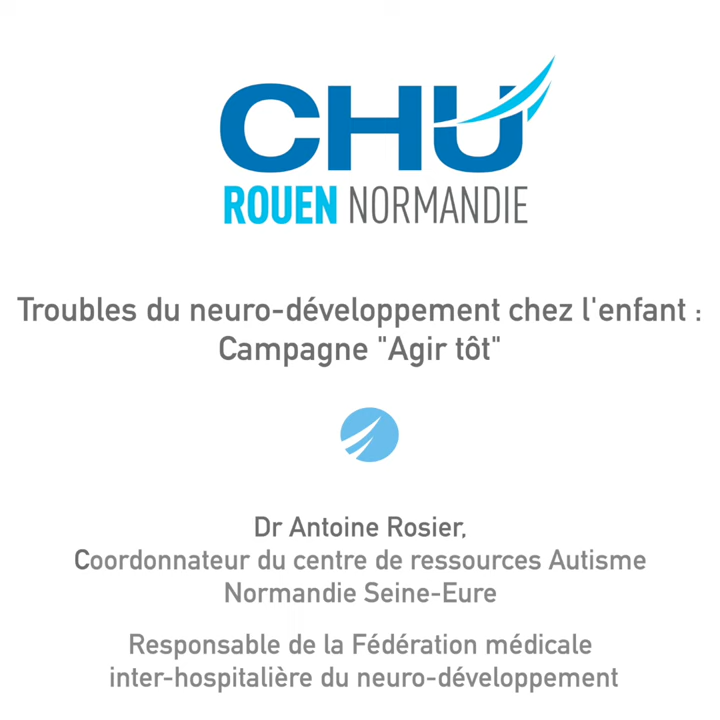 CHU
ROUEN NORMANDIE
Troubles du neuro-développement chez l'enfant :
Campagne "Agir tôt"
Dr Antoine Rosier,
Coordonnateur du centre de ressources Autisme
Normandie Seine-Eure
Responsable de la Fédération médicale
inter-hospitalière du neuro-développement